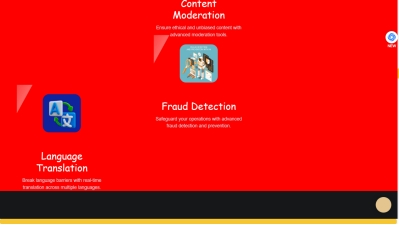 Content
Moderation
Ensure ethical and unbiased content with
advanced moderation tools.
NEW
Fraud Detection
Safeguard your operations with advanced
fraud detection and prevention.
Language
Translation
Break language barriers with real-time
translation across multiple languages